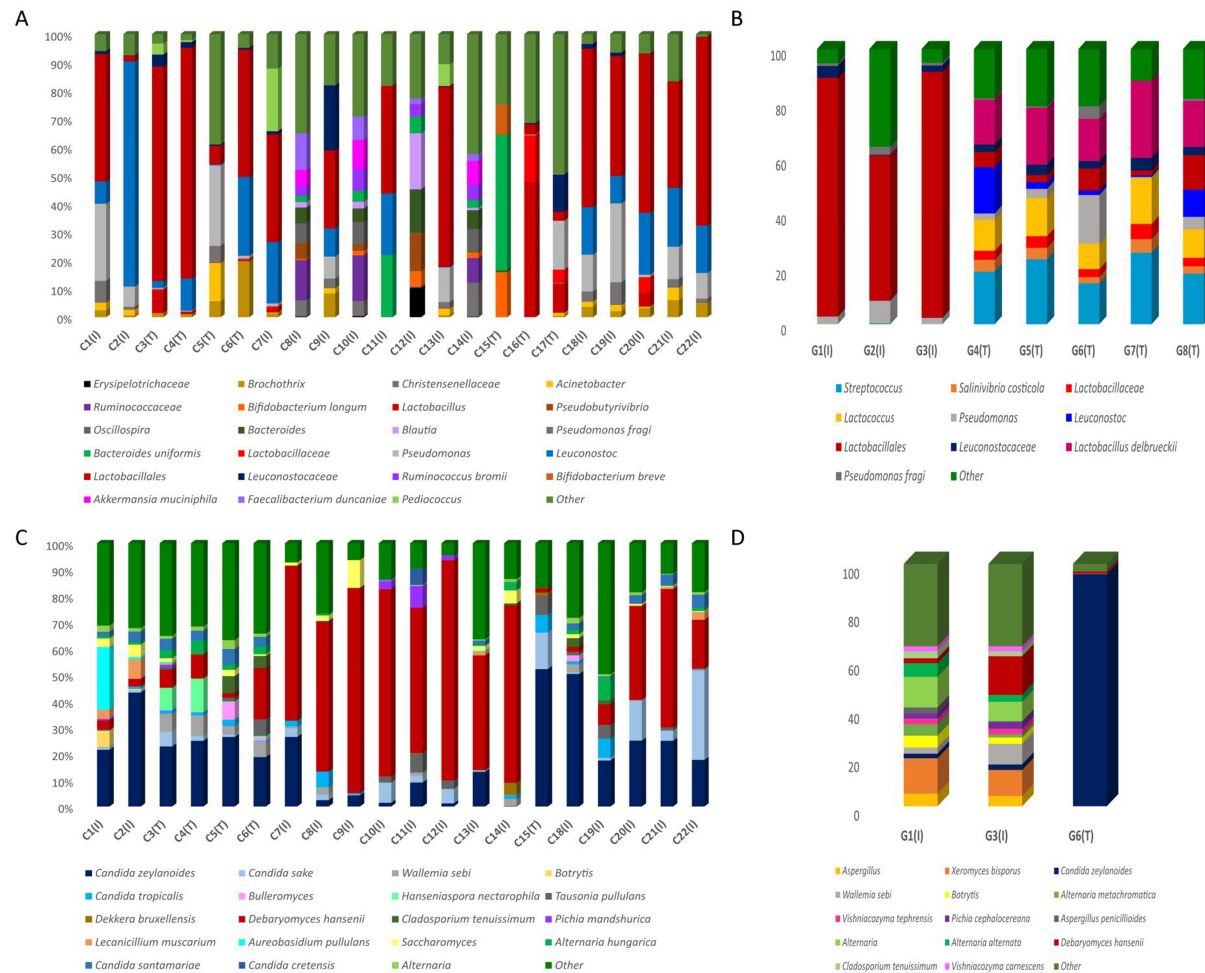 A
100%
90%
80%
70%
60%
50%
40%
30%
20%
10%
0%
C1(I) C2(I) C3(T) C4(T) C5(T) C6(T) C7(I) C8(I) C9(I) C10(I) C11(I) C12(I) C13(I) C14(I) C15(T) C16(T) C17(T) C18(I) C19(I) C20(I) C21(I) C22(I)
Erysipelotrichaceae Brochothrix Christensenellaceae Acinetobacter
Ruminococcaceae Bifidobacterium longum Lactobacillus Pseudobutyrivibrio
Oscillospira Bacteroides Blautia Pseudomonas fragi
Bacteroides uniformis Lactobacillaceae Pseudomonas Leuconostoc
Lactobacillales Leuconostocaceae Ruminococcus bromii Bifidobacterium breve
Akkermansia muciniphila Faecalibacterium duncaniae Pediococcus Other
B
100
80
60
40
20
0
G1(I) G2(I) G3(I) G4(T) G5(T) G6(T) G7(T) G8(T)
Streptococcus Salinivibrio costicola Lactobacillaceae
Lactococcus Pseudomonas Leuconostoc
Lactobacillales Leuconostocaceae Lactobacillus delbrueckii
Pseudomonas fragi Other
C
100%
90%
80%
70%
60%
50%
40%
30%
20%
10%
0%
C1(I) C2(I) C3(T) C4(T) C5(T) C6(T) C7(I) C8(I) C9(I) C10(I) C11(I) C12(I) C13(I) C14(I) C15(T) C18(I) C19(I) C20(I) C21(I) C22(I)
Candida zeylanoides Candida sake Wallemia sebi Botrytis
Candida tropicalis Bulleromyces Hanseniaspora nectarophila Tausonia pullulans
Dekkera bruxellensis Debaryomyces hansenii Cladosporium tenuissimum Pichia mandshurica
Lecanicillium muscarium Aureobasidium pullulans Saccharomyces Alternaria hungarica
Candida santamariae Candida cretensis Alternaria Other
D
100
80
60
40
20
0
G1(I) G3(I) G6(T)
Aspergillus Xeromyces bisporus Candida zeylanoides
Wallemia sebi Botrytis Alternaria metachromatica
Vishniacozyma tephrensis Pichia cephalocereana Aspergillus penicillioides
Alternaria Alternaria alternata Debaryomyces hansenii
Cladosporium tenuissimum Vishniacozyma carnescens Other